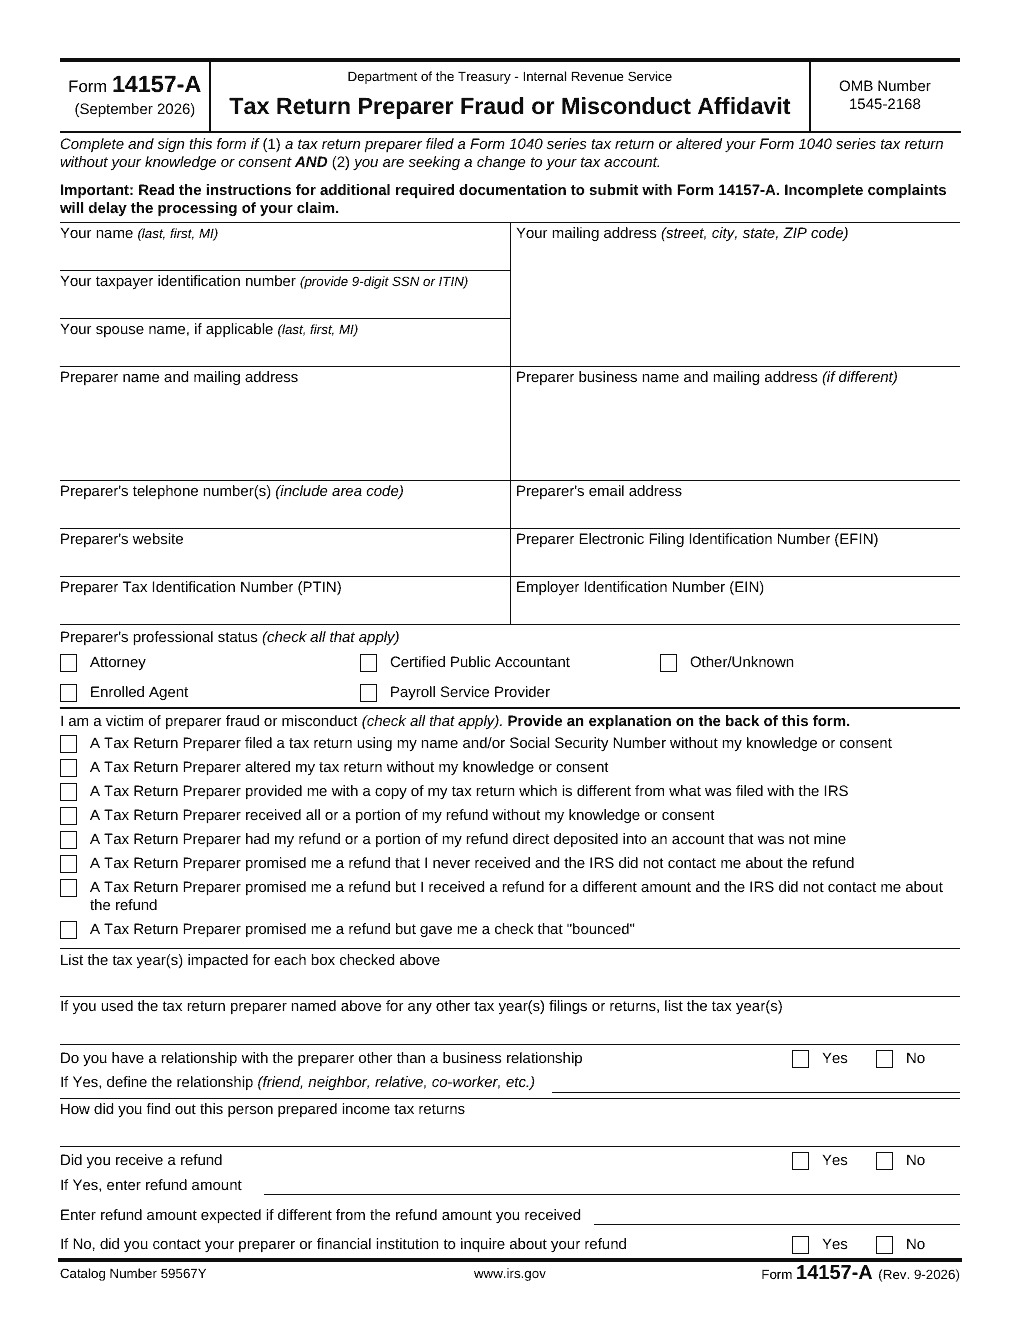 Form 14157-A
(September 2026)
Department of the Treasury - Internal Revenue Service
Tax Return Preparer Fraud or Misconduct Affidavit
OMB Number
1545-2168
Complete and sign this form if (1) a tax return preparer filed a Form 1040 series tax return or altered your Form 1040 series tax return
without your knowledge or consent AND (2) you are seeking a change to your tax account.
Important: Read the instructions for additional required documentation to submit with Form 14157-A. Incomplete complaints
will delay the processing of your claim.
Your name (last, first, MI)
Your mailing address (street, city, state, ZIP code)
Your taxpayer identification number (provide 9-digit SSN or ITIN)
Your spouse name, if applicable (last, first, MI)
Preparer name and mailing address
Preparer business name and mailing address (if different)
Preparer's telephone number(s) (include area code)
Preparer's email address
Preparer's website
Preparer Electronic Filing Identification Number (EFIN)
Preparer Tax Identification Number (PTIN)
Employer Identification Number (EIN)
Preparer's professional status (check all that apply)
Attorney
Certified Public Accountant
Other/Unknown
Enrolled Agent
Payroll Service Provider
I am a victim of preparer fraud or misconduct (check all that apply). Provide an explanation on the back of this form.
A Tax Return Preparer filed a tax return using my name and/or Social Security Number without my knowledge or consent
A Tax Return Preparer altered my tax return without my knowledge or consent
A Tax Return Preparer provided me with a copy of my tax return which is different from what was filed with the IRS
A Tax Return Preparer received all or a portion of my refund without my knowledge or consent
A Tax Return Preparer had my refund or a portion of my refund direct deposited into an account that was not mine
A Tax Return Preparer promised me a refund that I never received and the IRS did not contact me about the refund
A Tax Return Preparer promised me a refund but I received a refund for a different amount and the IRS did not contact me about
the refund
A Tax Return Preparer promised me a refund but gave me a check that "bounced"
List the tax year(s) impacted for each box checked above
If you used the tax return preparer named above for any other tax year(s) filings or returns, list the tax year(s)
Do you have a relationship with the preparer other than a business relationship
Yes
No
If Yes, define the relationship (friend, neighbor, relative, co-worker, etc.)
How did you find out this person prepared income tax returns
Did you receive a refund
Yes
No
If Yes, enter refund amount
Enter refund amount expected if different from the refund amount you received
If No, did you contact your preparer or financial institution to inquire about your refund
Yes
No
Catalog Number 59567Y
www.irs.gov
Form 14157-A (Rev. 9-2026)